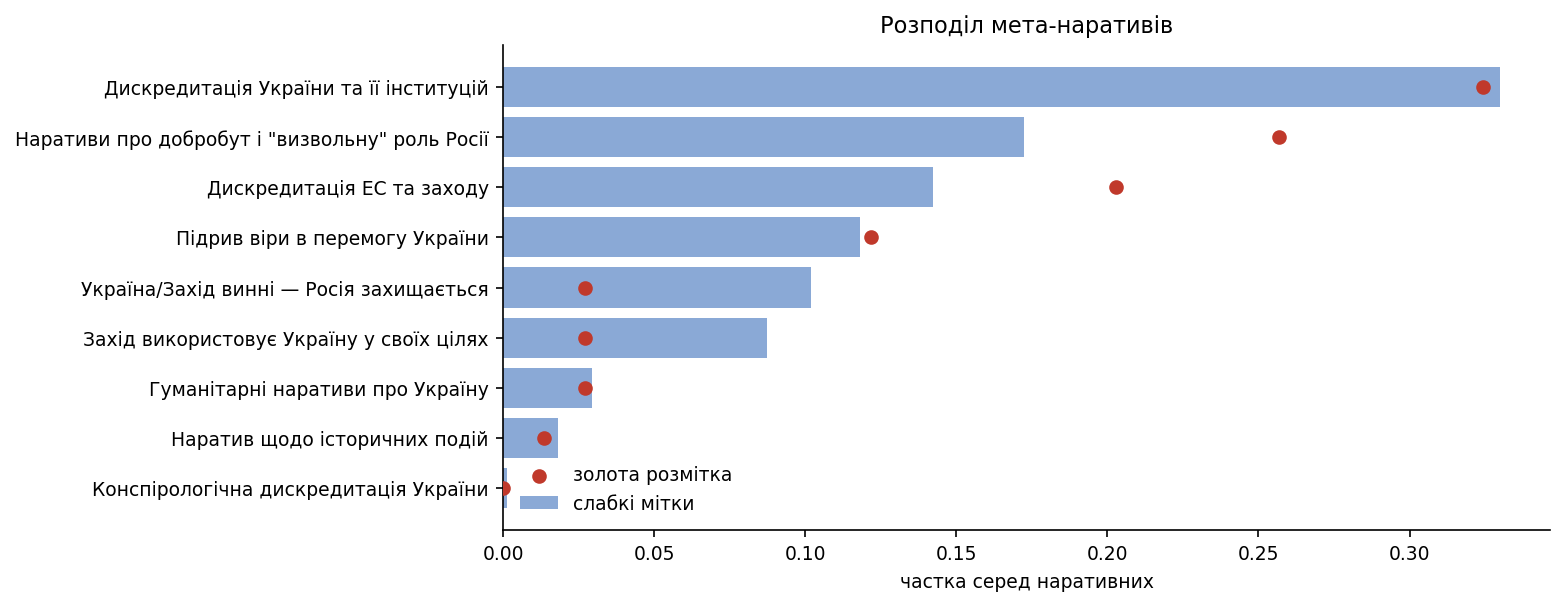 Розподіл мета-наративів
Дискредитація України та її інституцій
Наративи про добробут і "визвольну" роль Росії
Дискредитація ЕС та заходу
Підрив віри в перемогу України
Україна/Захід винні — Росія захищається
Захід використовує Україну у своїх цілях
Гуманітарні наративи про Україну
Наратив щодо історичних подій
Конспірологічна дискредитація України
золота розмітка
слабкі мітки
0.00 0.05 0.10 0.15 0.20 0.25 0.30
частка серед наративних